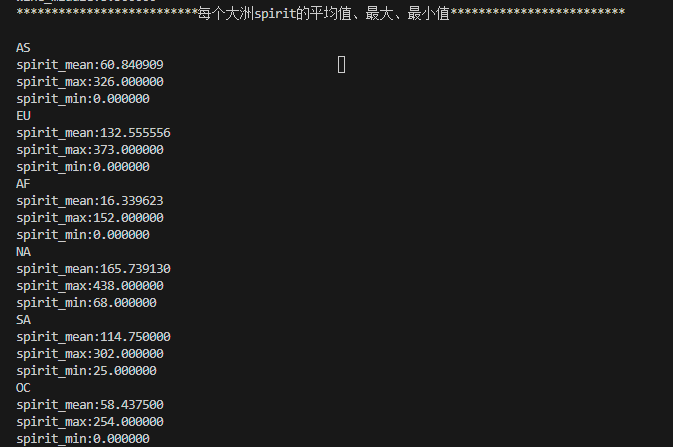 **************************每个大洲spirit的平均值、最大、最小值*************************
AS
spirit_mean:60.840909
spirit_max:326.000000
spirit_min:0.000000
EU
spirit_mean:132.555556
spirit_max:373.000000
spirit_min:0.000000
AF
spirit_mean:16.339623
spirit_max:152.000000
spirit_min:0.000000
NA
spirit_mean:165.739130
spirit_max:438.000000
spirit_min:68.000000
SA
spirit_mean:114.750000
spirit_max:302.000000
spirit_min:25.000000
OC
spirit_mean:58.437500
spirit_max:254.000000
spirit_min:0.000000